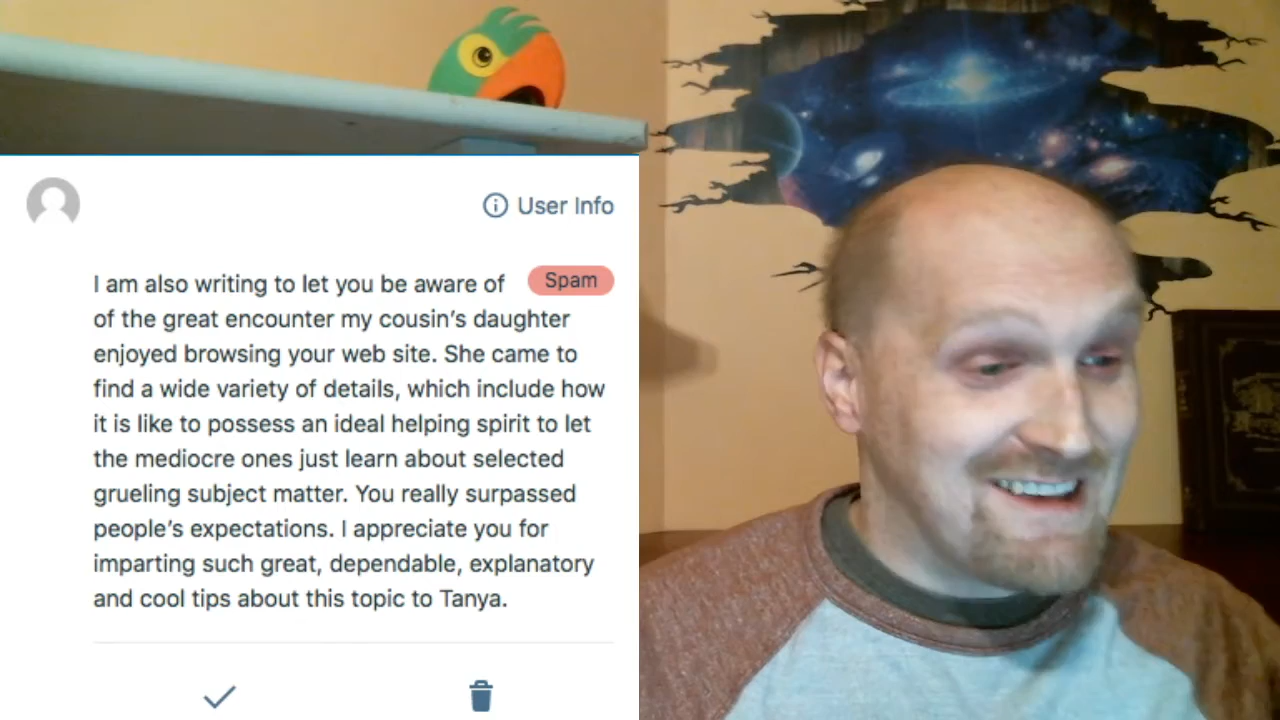 User Info
I am also writing to let you be aware of
Spam
of the great encounter my cousin's daughter
enjoyed browsing your web site. She came to
find a wide variety of details, which include how
it is like to possess an ideal helping spirit to let
the mediocre ones just learn about selected
grueling subject matter. You really surpassed
people's expectations. I appreciate you for
imparting such great, dependable, explanatory
and cool tips about this topic to Tanya.